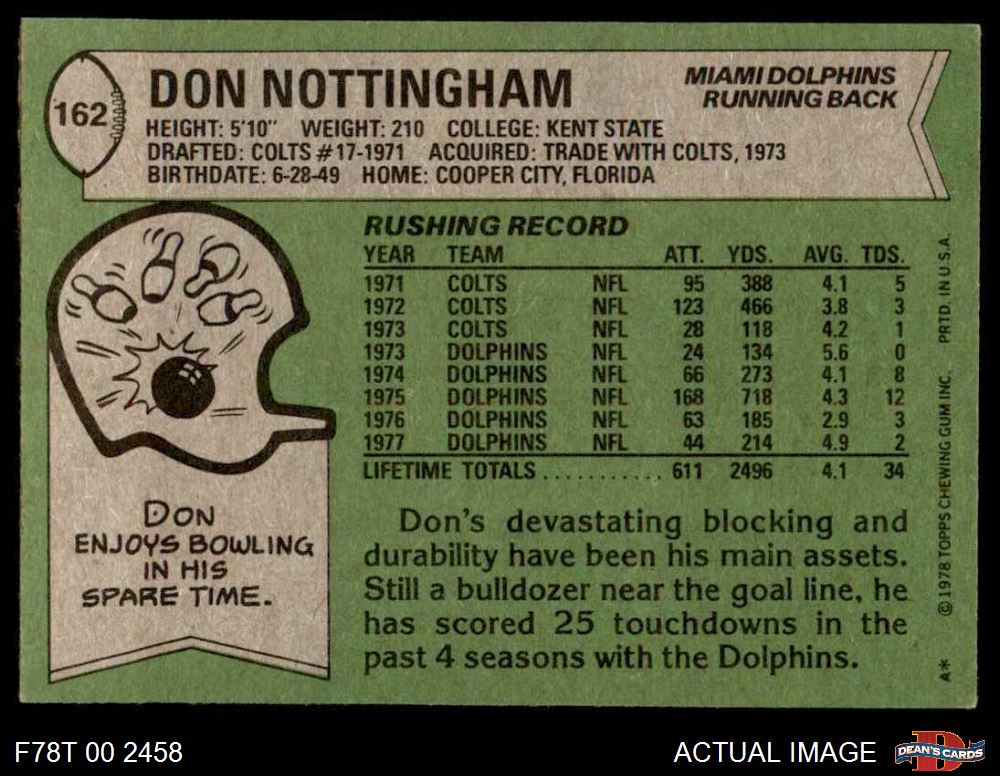 162
DON NOTTINGHAM
MIAMI DOLPHINS
RUNNING BACK
HEIGHT: 5'10" WEIGHT: 210 COLLEGE: KENT STATE
DRAFTED: COLTS #17-1971 ACQUIRED: TRADE WITH COLTS, 1973
BIRTHDATE: 6-28-49 HOME: COOPER CITY, FLORIDA
RUSHING RECORD
YEAR TEAM ATT. YDS. AVG. TDS.
1971 COLTS NFL 95 388 4.1 5
1972 COLTS NFL 123 466 3.8 3
1973 COLTS NFL 28 118 4.2 1
1973 DOLPHINS NFL 24 134 5.6 0
1974 DOLPHINS NFL 66 273 4.1 8
1975 DOLPHINS NFL 168 718 4.3 12
1976 DOLPHINS NFL 63 185 2.9 3
1977 DOLPHINS NFL 44 214 4.9 2
LIFETIME TOTALS ........... 611 2496 4.1 34
DON
ENJOYS BOWLING
IN HIS
SPARE TIME.
Don's devastating blocking and
durability have been his main assets.
Still a bulldozer near the goal line, he
has scored 25 touchdowns in the
past 4 seasons with the Dolphins.
A* © 1978 TOPPS CHEWING GUM INC. PRTD. IN U.S.A.
F78T 00 2458
ACTUAL IMAGE
DEAN'S CARDS